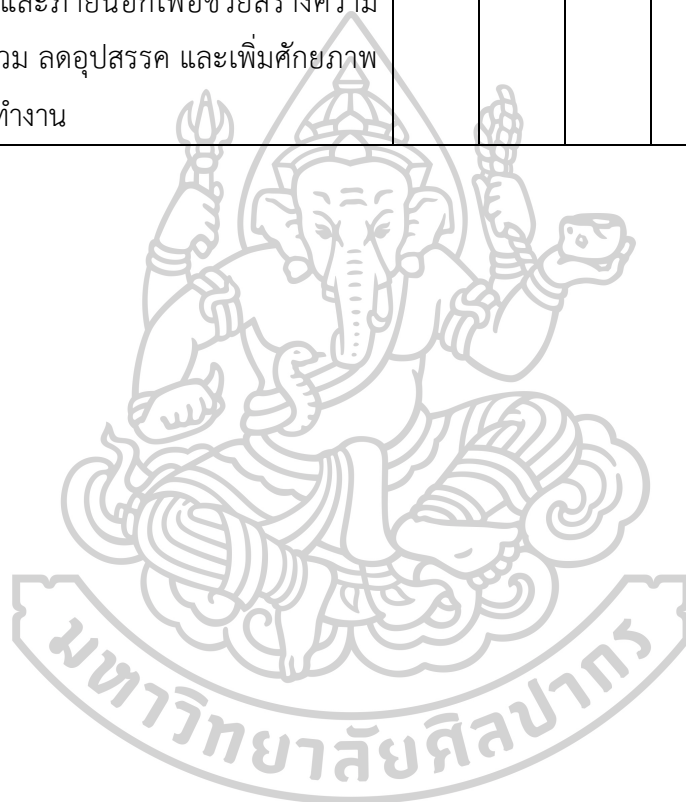 และภายนอกเพื่อช่วยสร้างความ
วม ลดอุปสรรค และเพิ่มศักยภาพ
ทำงาน
มหาวิทยาลัยศิลปากร